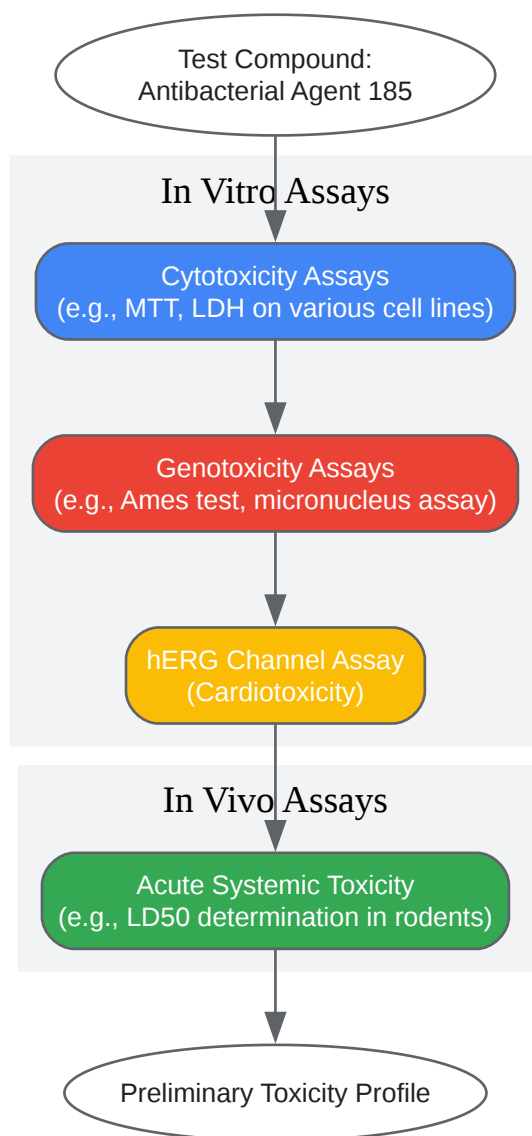 Test Compound:
Antibacterial Agent 185
In Vitro Assays
Cytotoxicity Assays
(e.g., MTT, LDH on various cell lines)
Genotoxicity Assays
(e.g., Ames test, micronucleus assay)
hERG Channel Assay
(Cardiotoxicity)
In Vivo Assays
Acute Systemic Toxicity
(e.g., LD50 determination in rodents)
Preliminary Toxicity Profile